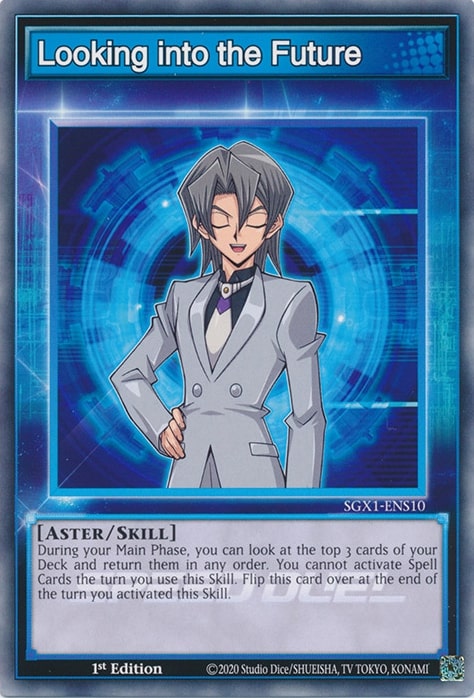 Looking into the Future
SGX1-ENS10
[ASTER/SKILL]
During your Main Phase, you can look at the top 3 cards of your
Deck and return them in any order. You cannot activate Spell
Cards the turn you use this Skill. Flip this card over at the end of
the turn you activated this Skill.
1st Edition
©2020 Studio Dice/SHUEISHA, TV TOKYO, KONAMI